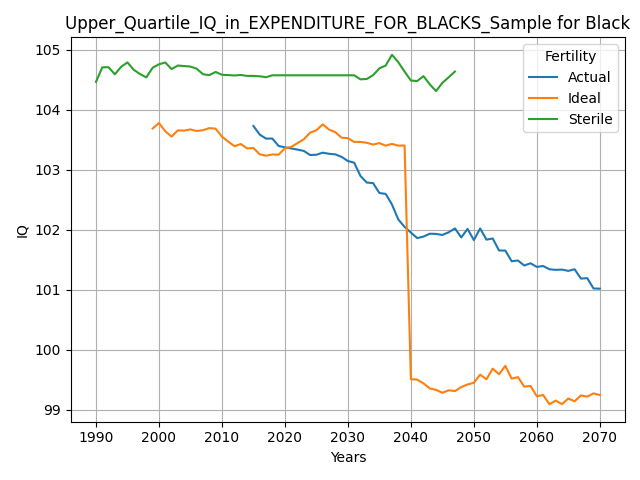 Upper_Quartile_IQ_in_EXPENDITURE_FOR_BLACKS_Sample for Black
Fertility
Actual
Ideal
Sterile
105
104
103
102
101
100
99
IQ
1990 2000 2010 2020 2030 2040 2050 2060 2070
Years